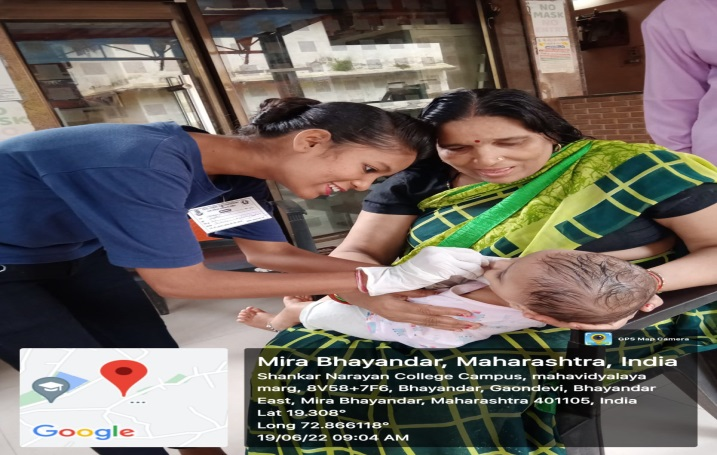 NO
MASK
NO
ENTRY
GPS Map Camera
Mira Bhayandar, Maharashtra, India
Shankar Narayan College Campus, mahavidyalaya
marg, 8V58+7F6, Bhayandar, Gaondevi, Bhayandar
East, Mira Bhayandar, Maharashtra 401105, India
Lat 19.308°
Long 72.866118°
19/06/22 09:04 AM
Google